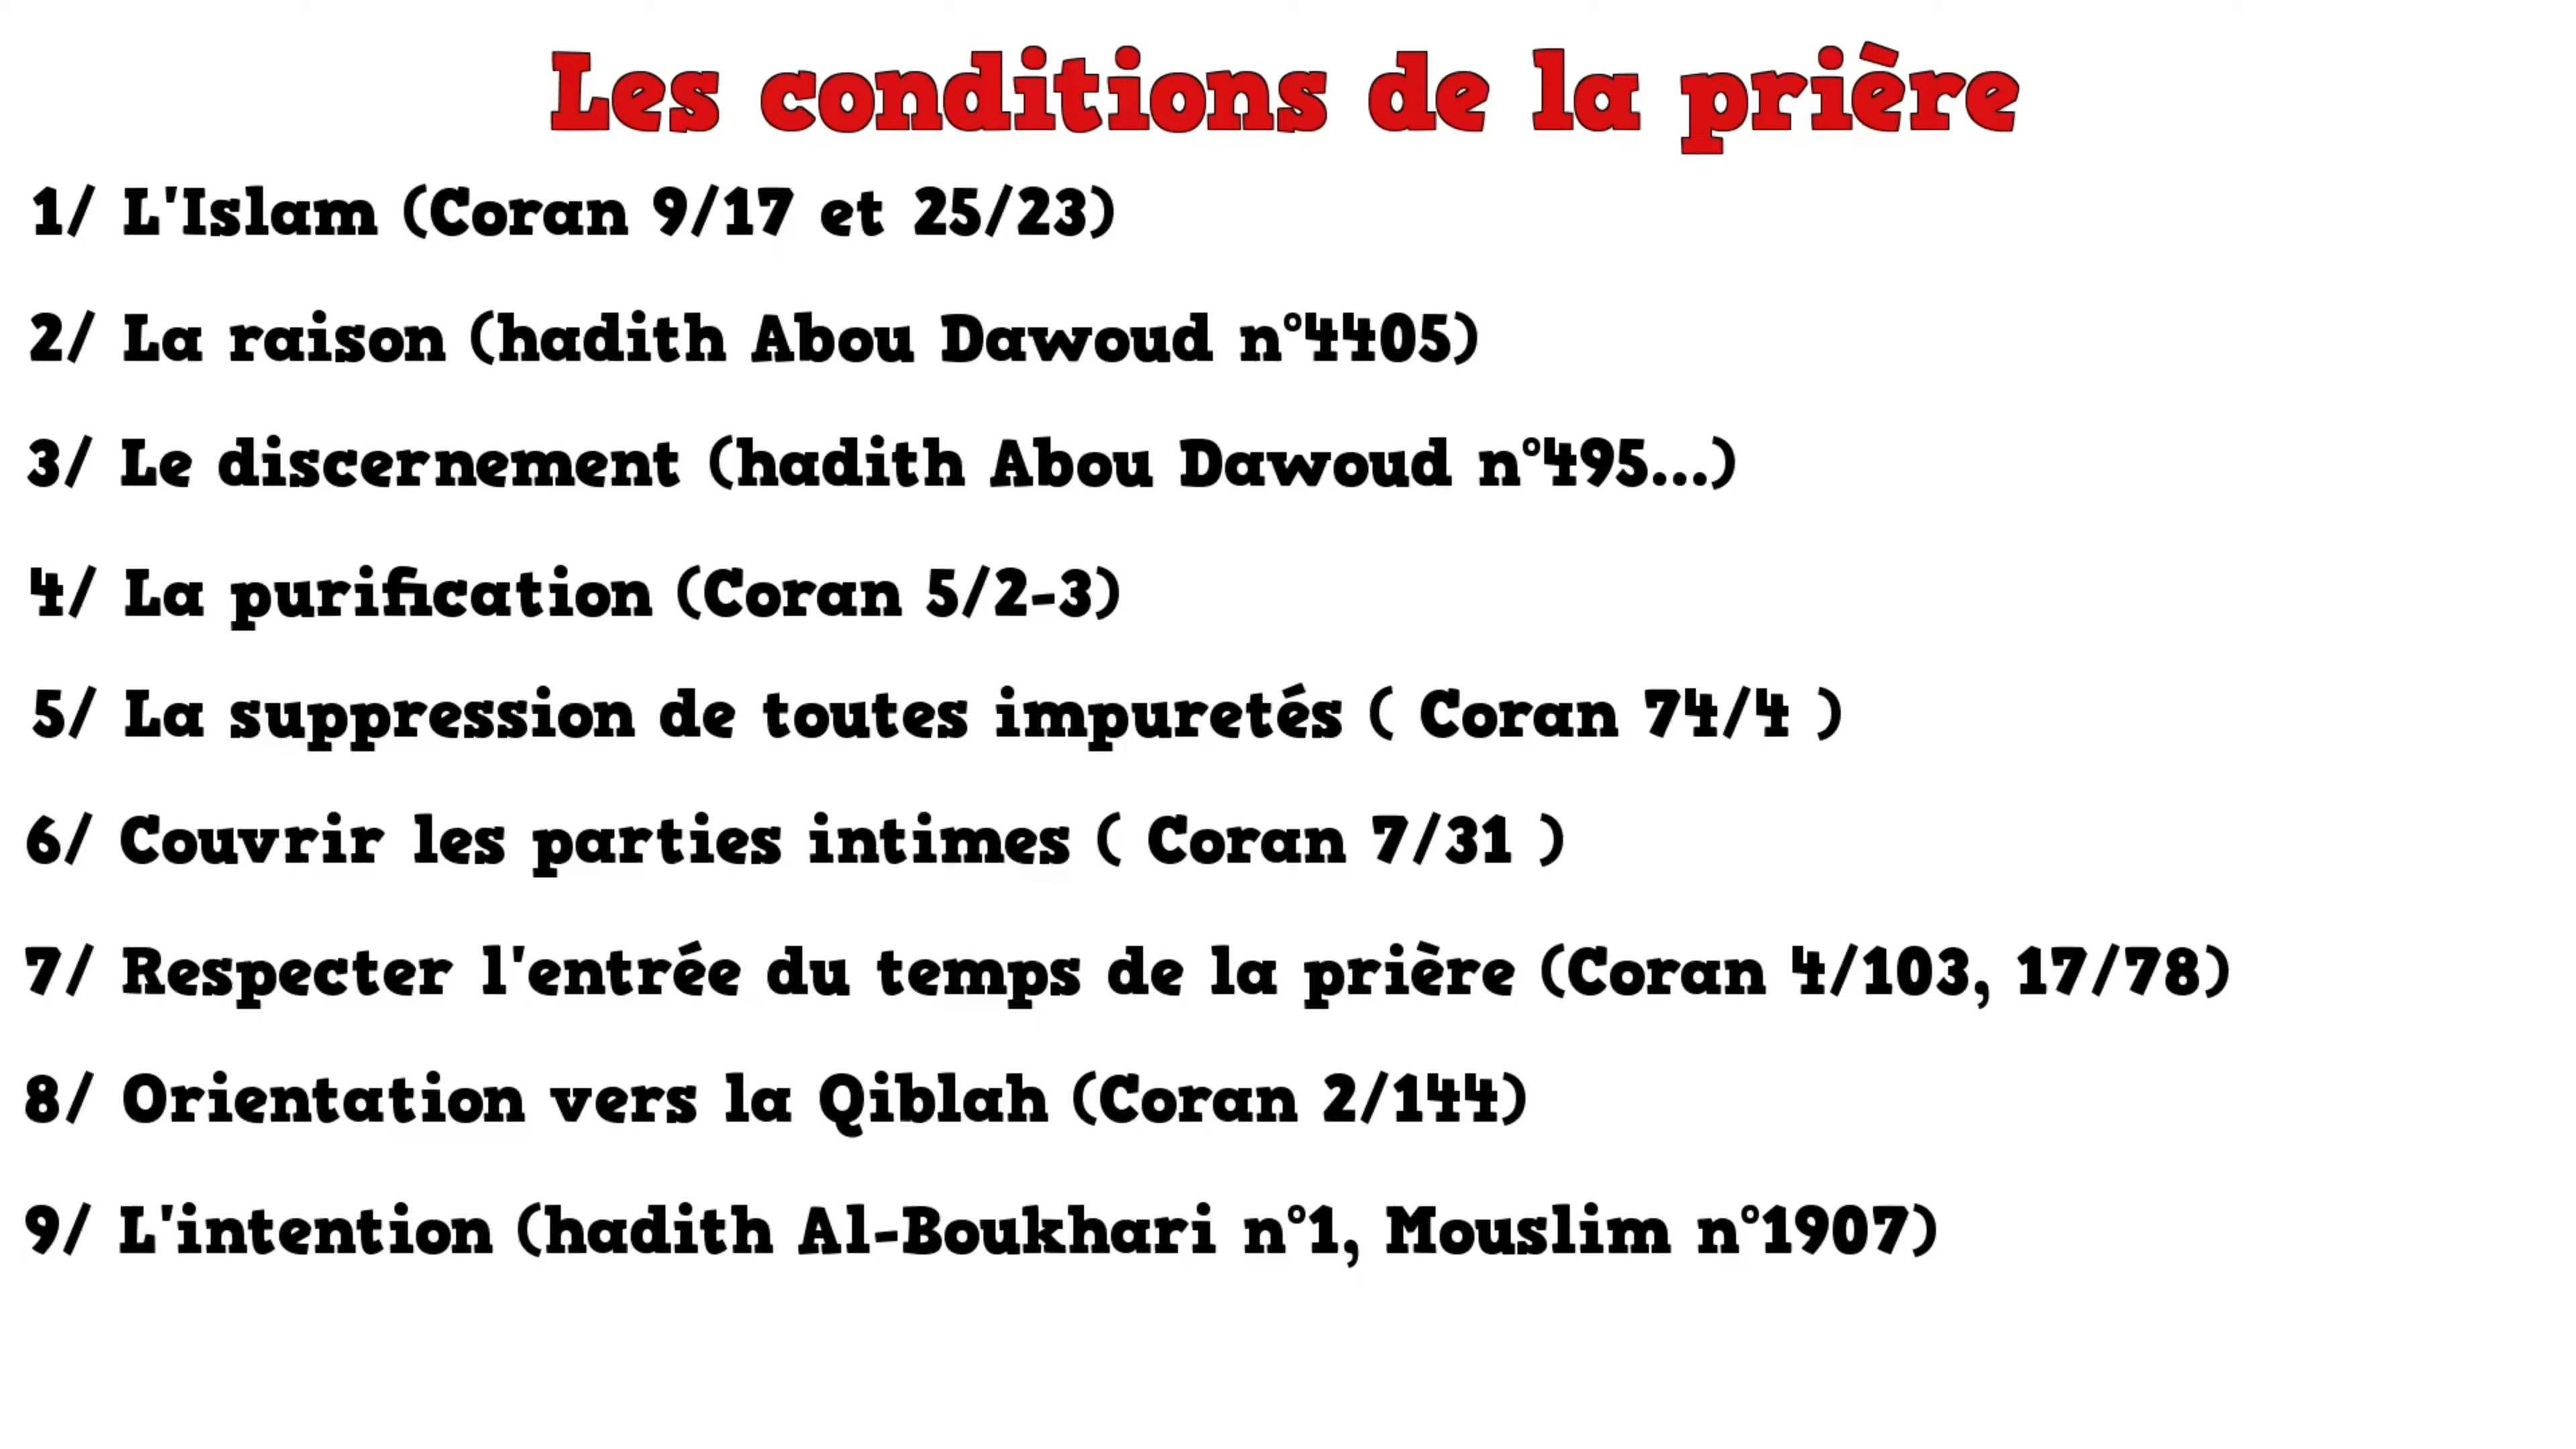 Les conditions de la prière
1/ L'Islam (Coran 9/17 et 25/23)
2/ La raison (hadith Abou Dawoud n°4405)
3/ Le discernement (hadith Abou Dawoud n°495...)
4/ La purification (Coran 5/2-3)
5/ La suppression de toutes impuretés ( Coran 74/4 )
6/ Couvrir les parties intimes ( Coran 7/31 )
7/ Respecter l'entrée du temps de la prière (Coran 4/103, 17/78)
8/ Orientation vers la Qiblah (Coran 2/144)
9/ L'intention (hadith Al-Boukhari n°1, Mouslim n°1907)